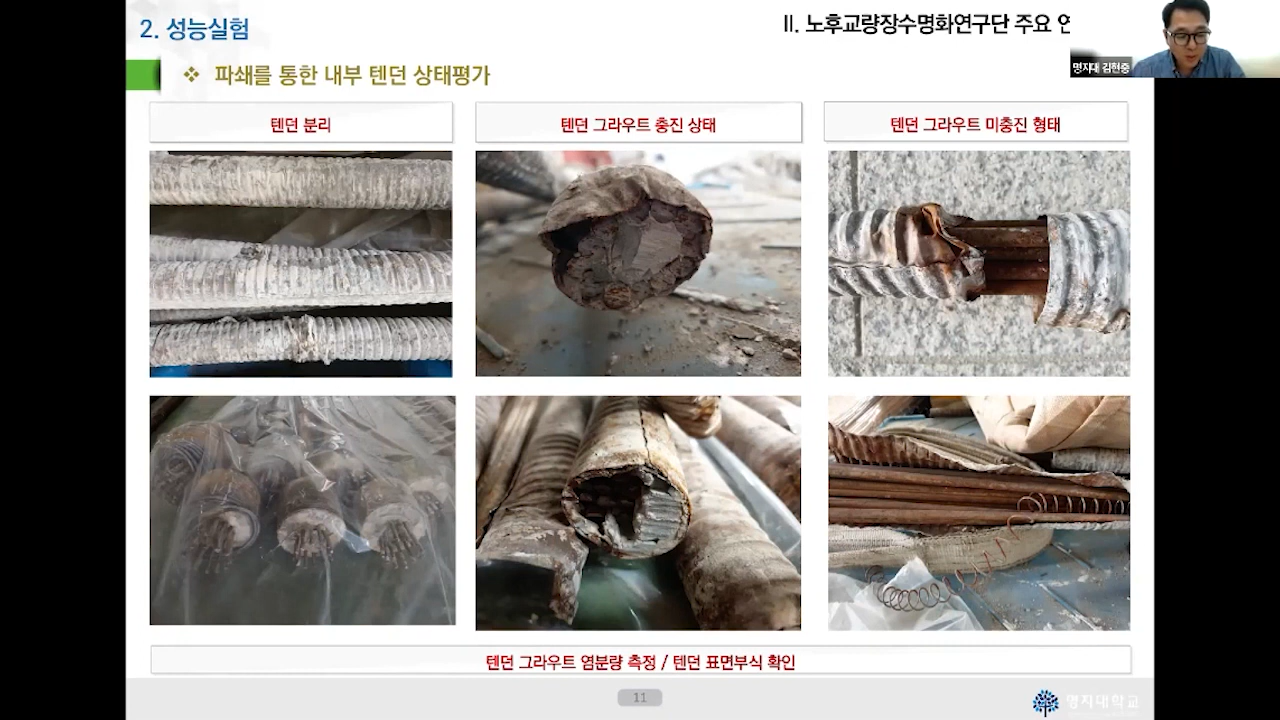 2. 성능실험
II. 노후교량장수명화연구단 주요 연
명지대 김현중
❖ 파쇄를 통한 내부 텐던 상태평가
텐던 분리
텐던 그라우트 충진 상태
텐던 그라우트 미충진 형태
텐던 그라우트 염분량 측정 / 텐던 표면부식 확인
11
명지대학교